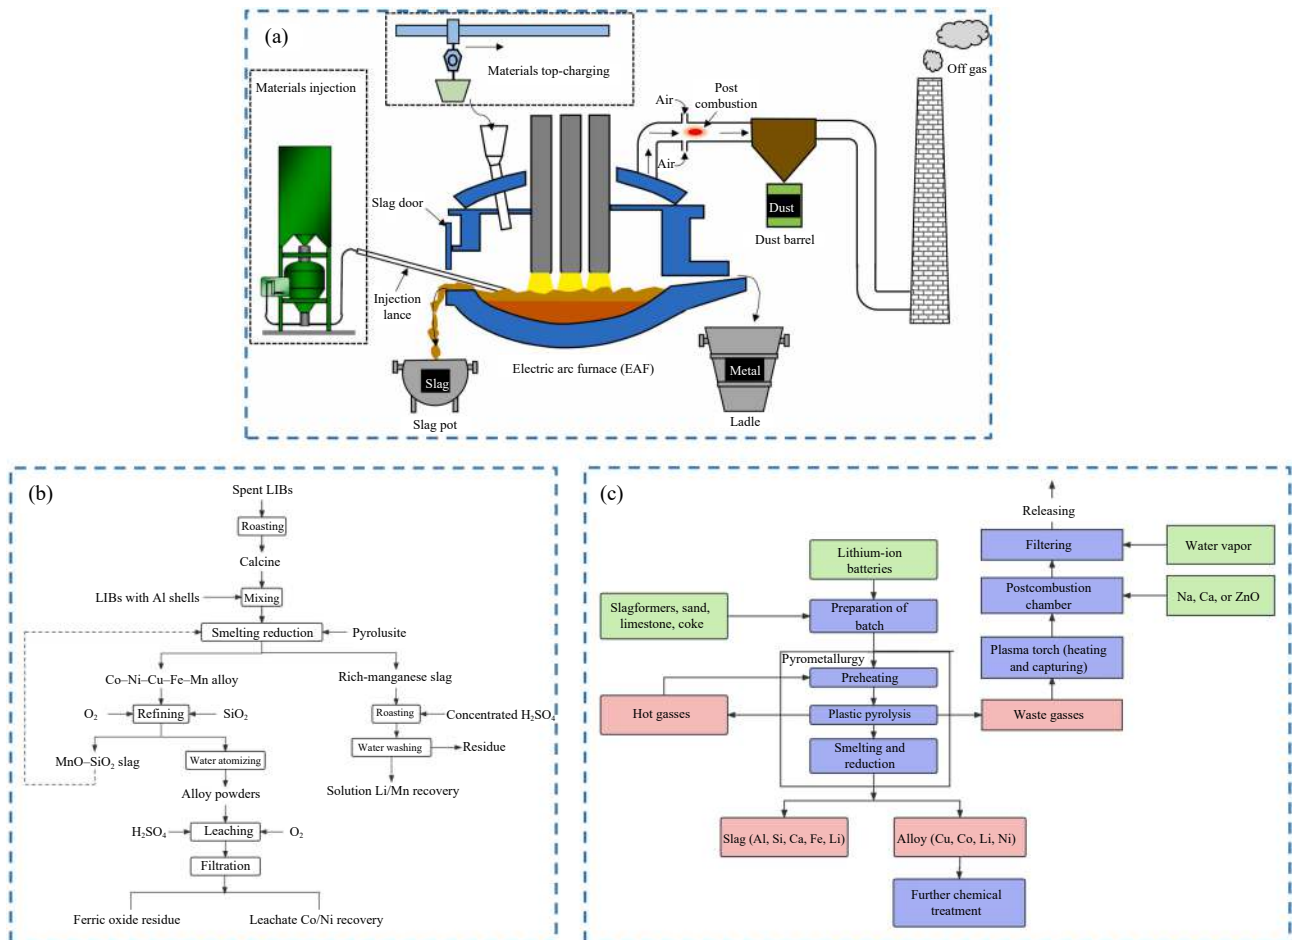 (a)
Materials top-charging
Materials injection
Off gas
Post
combustion
Air
Air
Slag door
Dust
Dust barrel
Injection
lance
Electric arc furnace (EAF)
Slag
Slag pot
Metal
Ladle
(b)
Spent LIBs
Roasting
Calcine
LIBs with Al shells
Mixing
Smelting reduction
Pyrolusite
Co–Ni–Cu–Fe–Mn alloy
Rich-manganese slag
O₂
Refining
SiO₂
Roasting
Concentrated H₂SO₄
MnO–SiO₂ slag
Water atomizing
Water washing
Residue
Alloy powders
Solution Li/Mn recovery
H₂SO₄
Leaching
O₂
Filtration
Ferric oxide residue
Leachate Co/Ni recovery
(c)
Releasing
Filtering
Water vapor
Lithium-ion
batteries
Postcombustion
chamber
Na, Ca, or ZnO
Slagformers, sand,
limestone, coke
Preparation of
batch
Plasma torch (heating
and capturing)
Pyrometallurgy
Preheating
Hot gasses
Plastic pyrolysis
Waste gasses
Smelting and
reduction
Slag (Al, Si, Ca, Fe, Li)
Alloy (Cu, Co, Li, Ni)
Further chemical
treatment